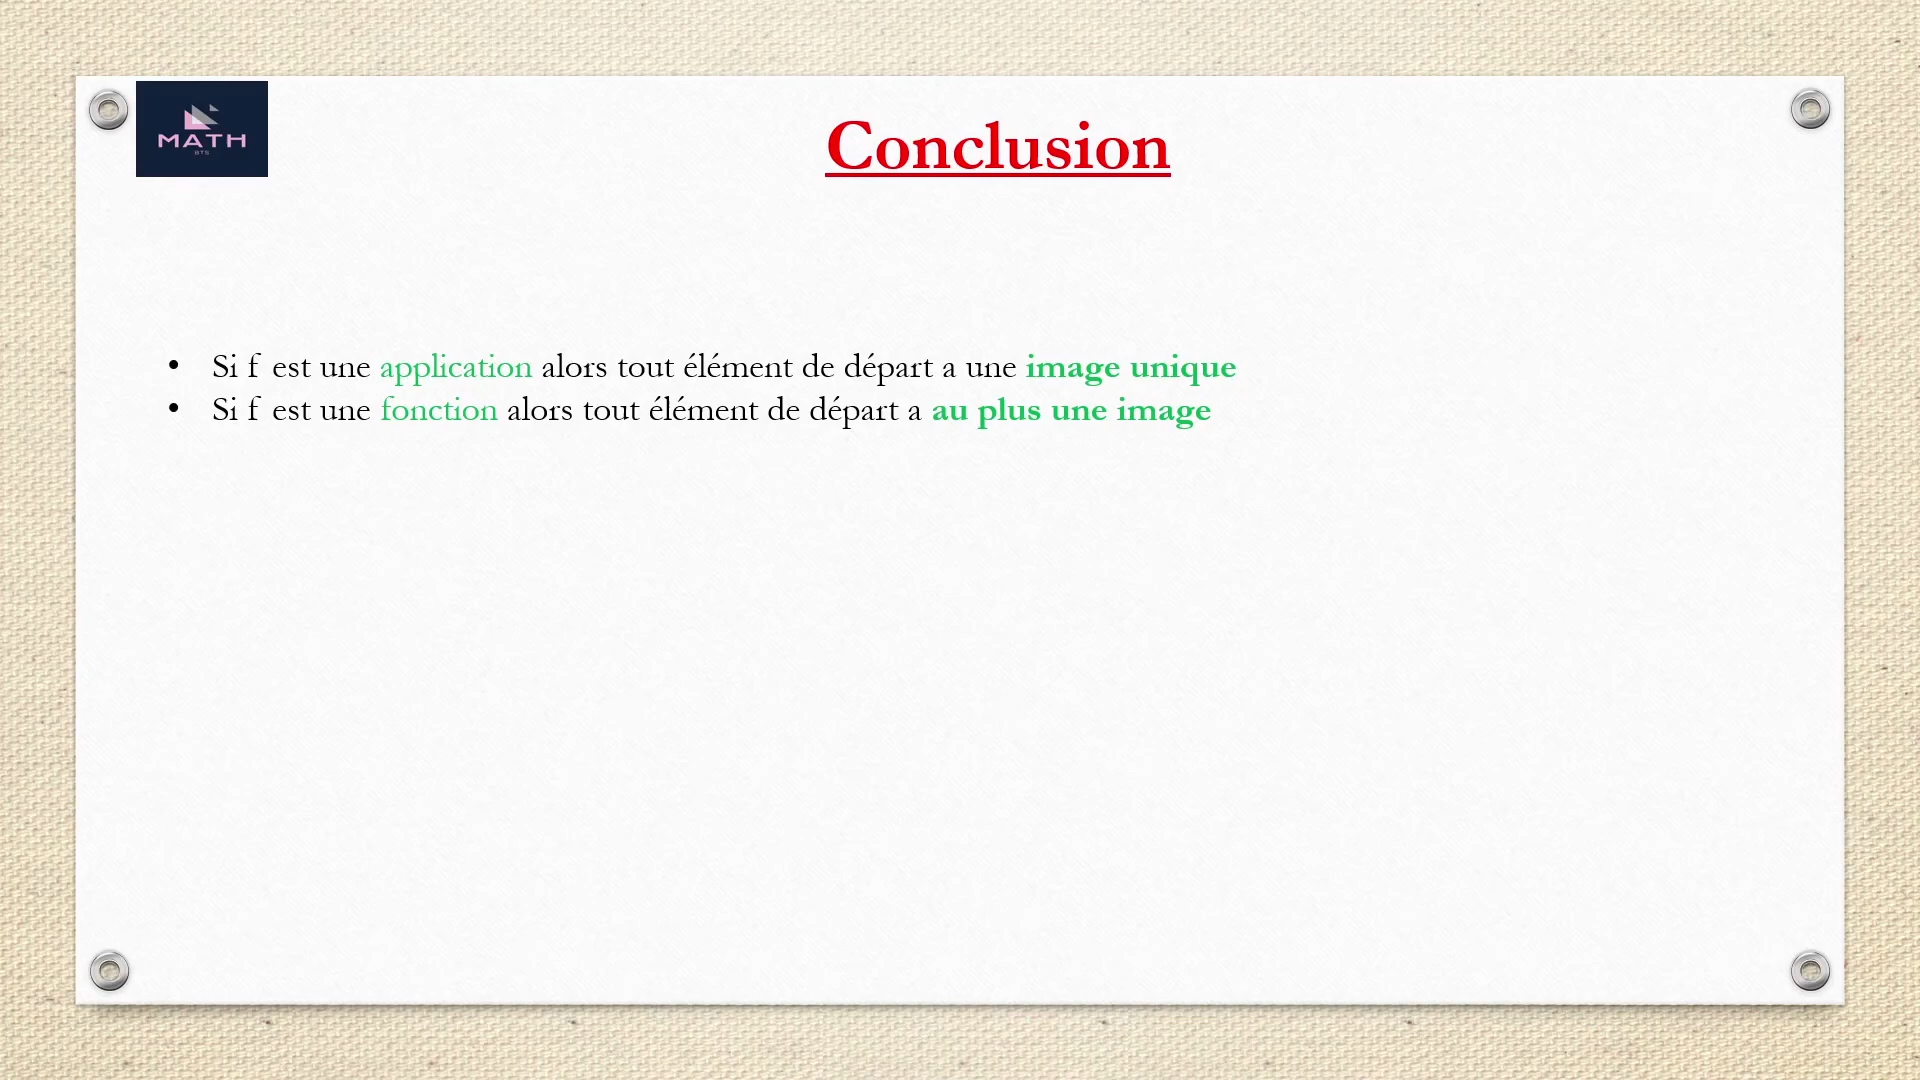 MATH
BTS
Conclusion
• Si f est une application alors tout élément de départ a une image unique
• Si f est une fonction alors tout élément de départ a au plus une image